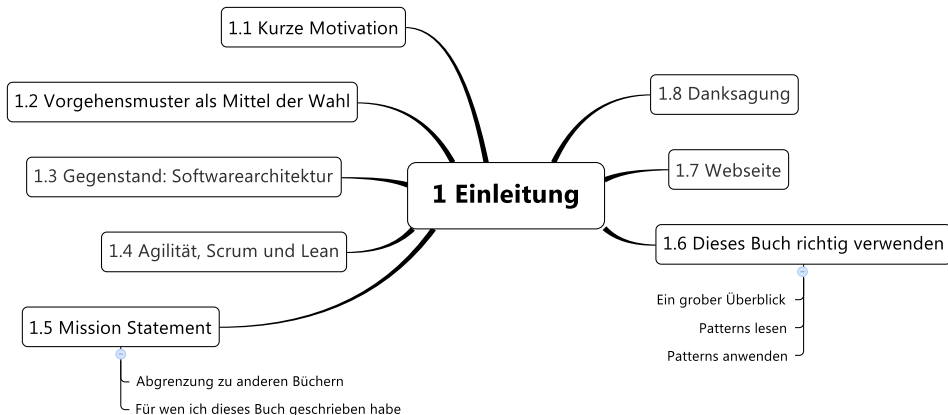 1 Einleitung
1.1 Kurze Motivation
1.2 Vorgehensmuster als Mittel der Wahl
1.3 Gegenstand: Softwarearchitektur
1.4 Agilität, Scrum und Lean
1.5 Mission Statement
Abgrenzung zu anderen Büchern
Für wen ich dieses Buch geschrieben habe
1.6 Dieses Buch richtig verwenden
Ein grober Überblick
Patterns lesen
Patterns anwenden
1.7 Webseite
1.8 Danksagung